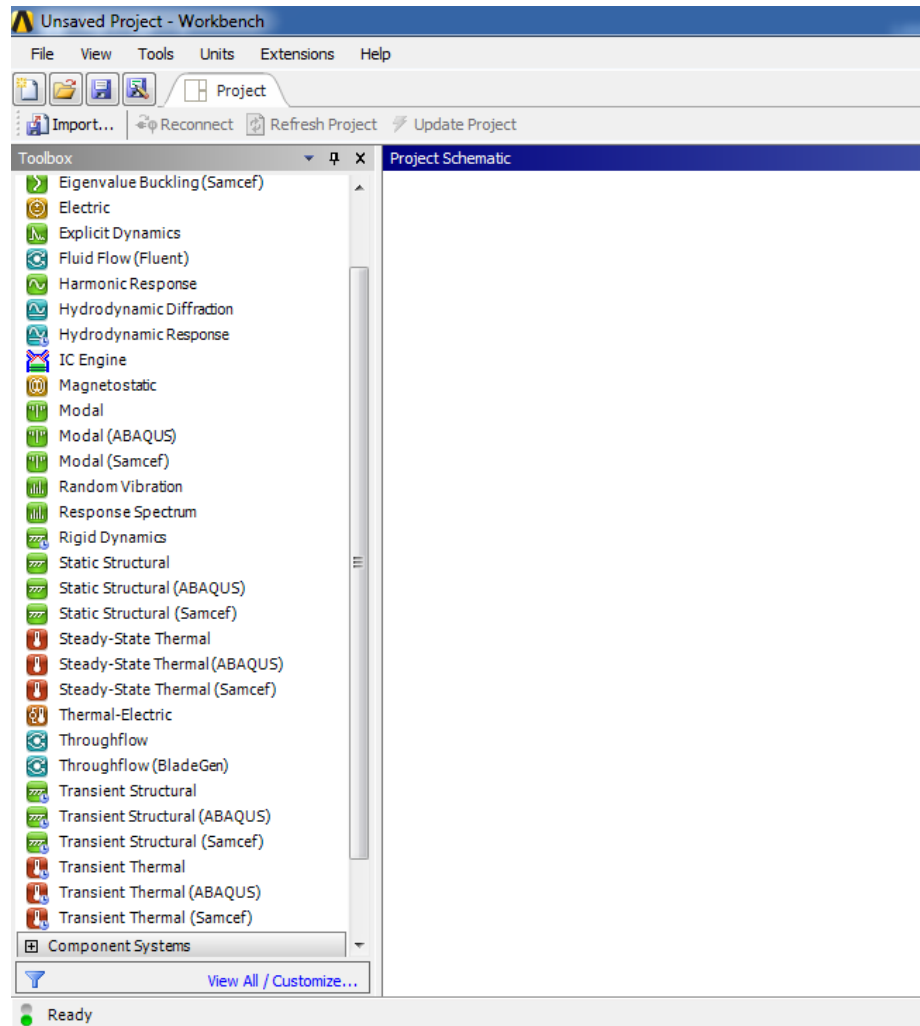 Unsaved Project - Workbench
File View Tools Units Extensions Help
Project
Import... Reconnect Refresh Project Update Project
Toolbox
Project Schematic
Eigenvalue Buckling (Samcef)
Electric
Explicit Dynamics
Fluid Flow (Fluent)
Harmonic Response
Hydrodynamic Diffraction
Hydrodynamic Response
IC Engine
Magnetostatic
Modal
Modal (ABAQUS)
Modal (Samcef)
Random Vibration
Response Spectrum
Rigid Dynamics
Static Structural
Static Structural (ABAQUS)
Static Structural (Samcef)
Steady-State Thermal
Steady-State Thermal (ABAQUS)
Steady-State Thermal (Samcef)
Thermal-Electric
Throughflow
Throughflow (BladeGen)
Transient Structural
Transient Structural (ABAQUS)
Transient Structural (Samcef)
Transient Thermal
Transient Thermal (ABAQUS)
Transient Thermal (Samcef)
Component Systems
View All / Customize...
Ready